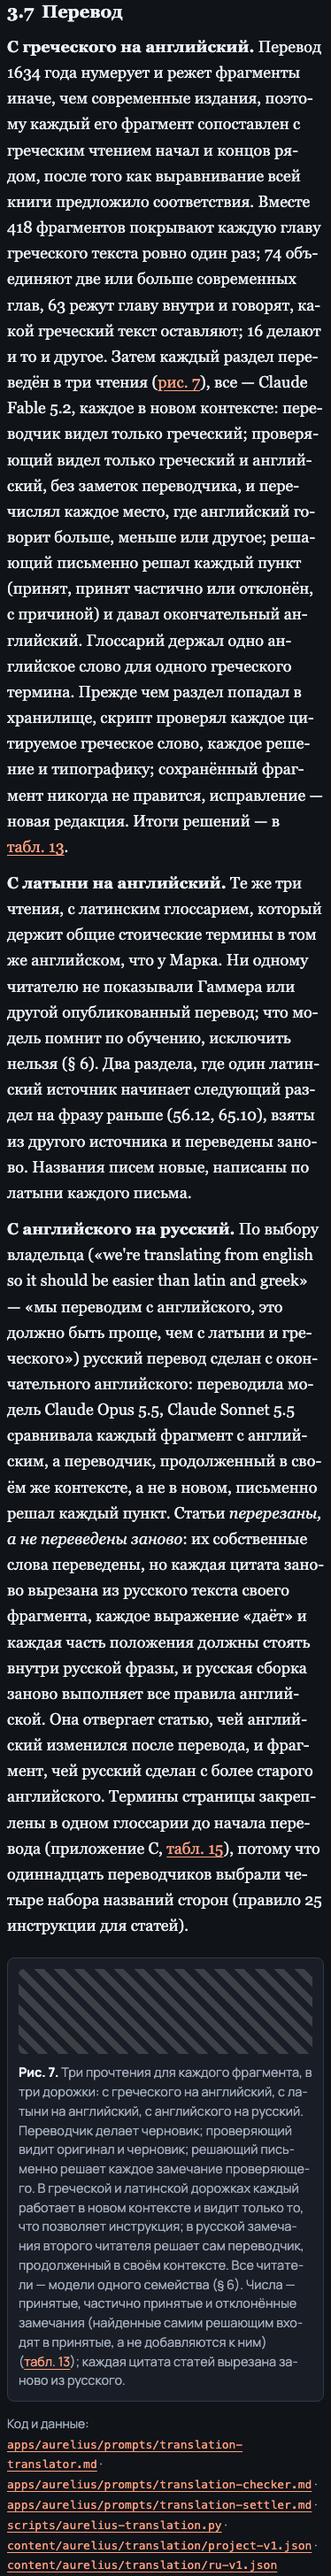 3.7 Перевод
С греческого на английский. Перевод
1634 года нумерует и режет фрагменты
иначе, чем современные издания, поэто-
му каждый его фрагмент сопоставлен с
греческим чтением начал и концов ря-
дом, после того как выравнивание всей
книги предложило соответствия. Вместе
418 фрагментов покрывают каждую главу
греческого текста ровно один раз; 74 объ-
единяют две или больше современных
глав, 63 режут главу внутри и говорят, ка-
кой греческий текст оставляют; 16 делают
и то и другое. Затем каждый раздел пере-
ведён в три чтения (рис. 7), все — Claude
Fable 5.2, каждое в новом контексте: пере-
водчик видел только греческий; проверя-
ющий видел только греческий и англий-
ский, без заметок переводчика, и пере-
числял каждое место, где английский го-
ворит больше, меньше или другое; реша-
ющий письменно решал каждый пункт
(принят, принят частично или отклонён,
с причиной) и давал окончательный ан-
глийский. Глоссарий держал одно ан-
глийское слово для одного греческого
термина. Прежде чем раздел попадал в
хранилище, скрипт проверял каждое ци-
тируемое греческое слово, каждое реше-
ние и типографику; сохранённый фраг-
мент никогда не правится, исправление —
новая редакция. Итоги решений — в
табл. 13.
С латыни на английский. Те же три
чтения, с латинским глоссарием, который
держит общие стоические термины в том
же английском, что у Марка. Ни одному
читателю не показывали Гаммера или
другой опубликованный перевод; что мо-
дель помнит по обучению, исключить
нельзя (§ 6). Два раздела, где один латин-
ский источник начинает следующий раз-
дел на фразу раньше (56.12, 65.10), взяты
из другого источника и переведены зано-
во. Названия писем новые, написаны по
латыни каждого письма.
С английского на русский. По выбору
владельца («we're translating from english
so it should be easier than latin and greek»
— «мы переводим с английского, это
должно быть проще, чем с латыни и гре-
ческого») русский перевод сделан с окон-
чательного английского: переводила мо-
дель Claude Opus 5.5, Claude Sonnet 5.5
сравнивала каждый фрагмент с англий-
ским, а переводчик, продолженный в сво-
ём же контексте, а не в новом, письменно
решал каждый пункт. Статьи перерезаны,
а не переведены заново: их собственные
слова переведены, но каждая цитата зано-
во вырезана из русского текста своего
фрагмента, каждое выражение «даёт» и
каждая часть положения должны стоять
внутри русской фразы, и русская сборка
заново выполняет все правила англий-
ской. Она отвергает статью, чей англий-
ский изменился после перевода, и фраг-
мент, чей русский сделан с более старого
английского. Термины страницы закреп-
лены в одном глоссарии до начала пере-
вода (приложение C, табл. 15), потому что
одиннадцать переводчиков выбрали че-
тыре набора названий сторон (правило 25
инструкции для статей).
Рис. 7. Три прочтения для каждого фрагмента, в
три дорожки: с греческого на английский, с ла-
тыни на английский, с английского на русский.
Переводчик делает черновик; проверяющий
видит оригинал и черновик; решающий пись-
менно решает каждое замечание проверяюще-
го. В греческой и латинской дорожках каждый
работает в новом контексте и видит только то,
что позволяет инструкция; в русской замеча-
ния второго читателя решает сам переводчик,
продолженный в своём контексте. Все читате-
ли — модели одного семейства (§ 6). Числа —
принятые, частично принятые и отклонённые
замечания (найденные самим решающим вхо-
дят в принятые, а не добавляются к ним)
(табл. 13); каждая цитата статей вырезана за-
ново из русского.
Код и данные:
apps/aurelius/prompts/translation-
translator.md ·
apps/aurelius/prompts/translation-checker.md ·
apps/aurelius/prompts/translation-settler.md ·
scripts/aurelius-translation.py ·
content/aurelius/translation/project-v1.json ·
content/aurelius/translation/ru-v1.json